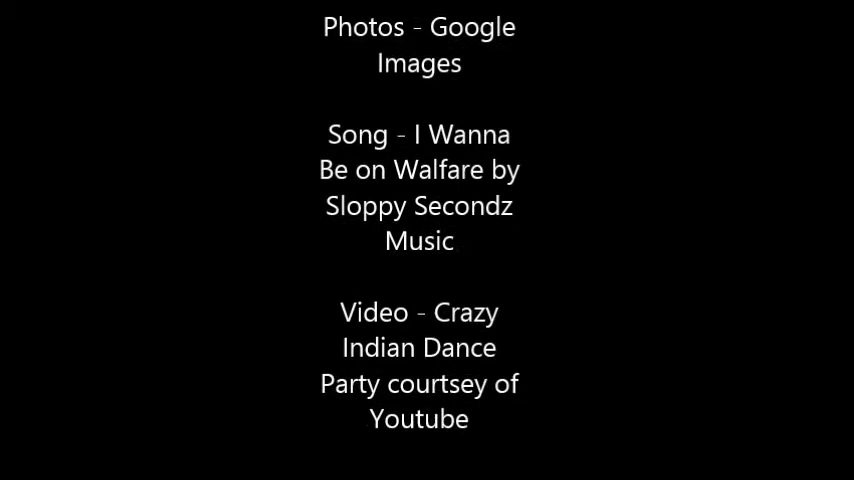 Photos - Google
Images
Song - I Wanna
Be on Walfare by
Sloppy Secondz
Music
Video - Crazy
Indian Dance
Party courtsey of
Youtube